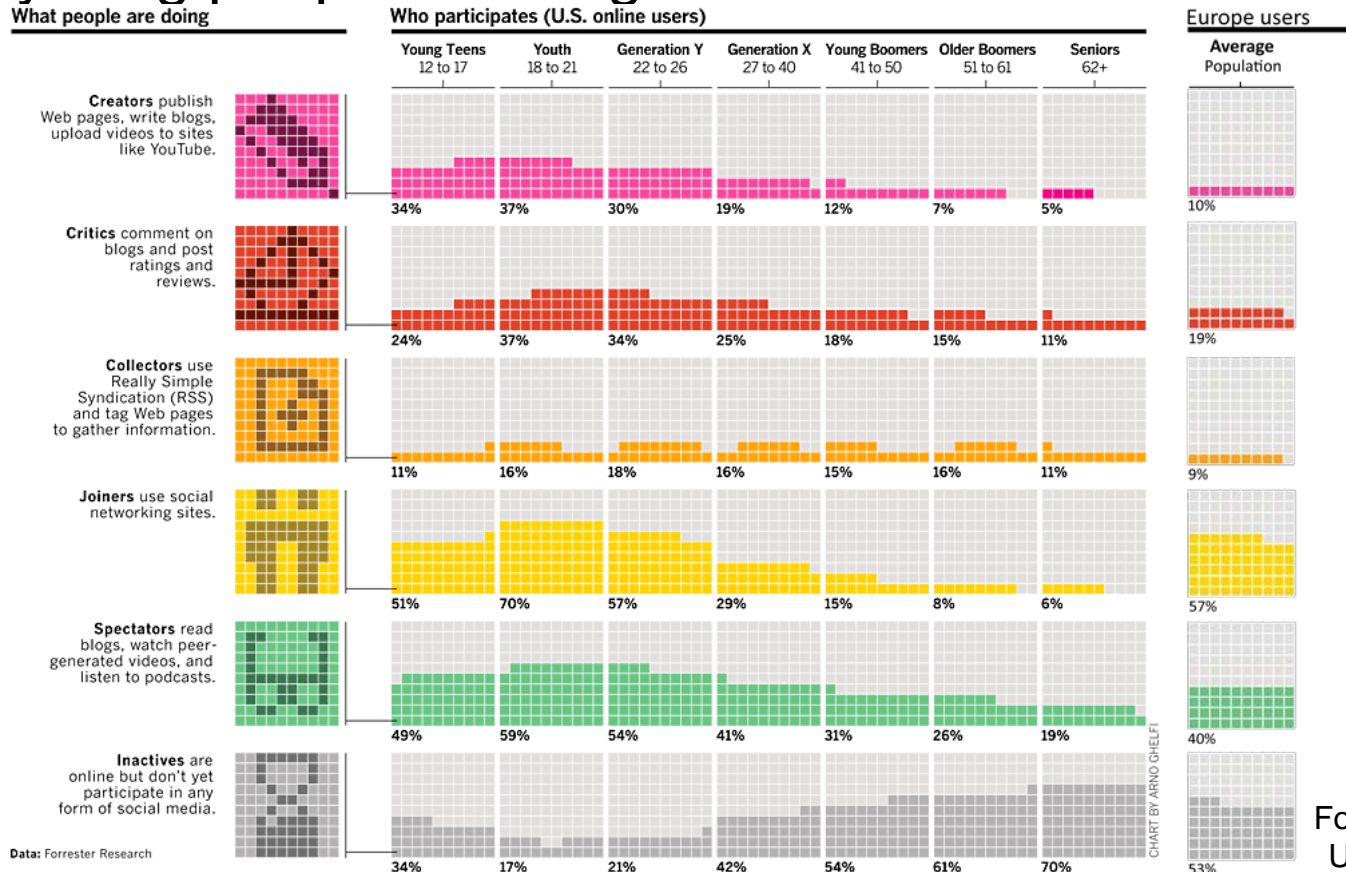 What people are doing
Who participates (U.S. online users)
Europe users
Young Teens
12 to 17
Youth
18 to 21
Generation Y
22 to 26
Generation X
27 to 40
Young Boomers
41 to 50
Older Boomers
51 to 61
Seniors
62+
Average
Population
Creators publish
Web pages, write blogs,
upload videos to sites
like YouTube.
34% 37% 30% 19% 12% 7% 5% 10%
Critics comment on
blogs and post
ratings and
reviews.
24% 37% 34% 25% 18% 15% 11% 19%
Collectors use
Really Simple
Syndication (RSS)
and tag Web pages
to gather information.
11% 16% 18% 16% 15% 16% 11% 9%
Joiners use social
networking sites.
51% 70% 57% 29% 15% 8% 6% 57%
Spectators read
blogs, watch peer-
generated videos, and
listen to podcasts.
49% 59% 54% 41% 31% 26% 19% 40%
Inactives are
online but don't yet
participate in any
form of social media.
34% 17% 21% 42% 54% 61% 70% 53%
CHART BY ARNO GHELFI
Data: Forrester Research